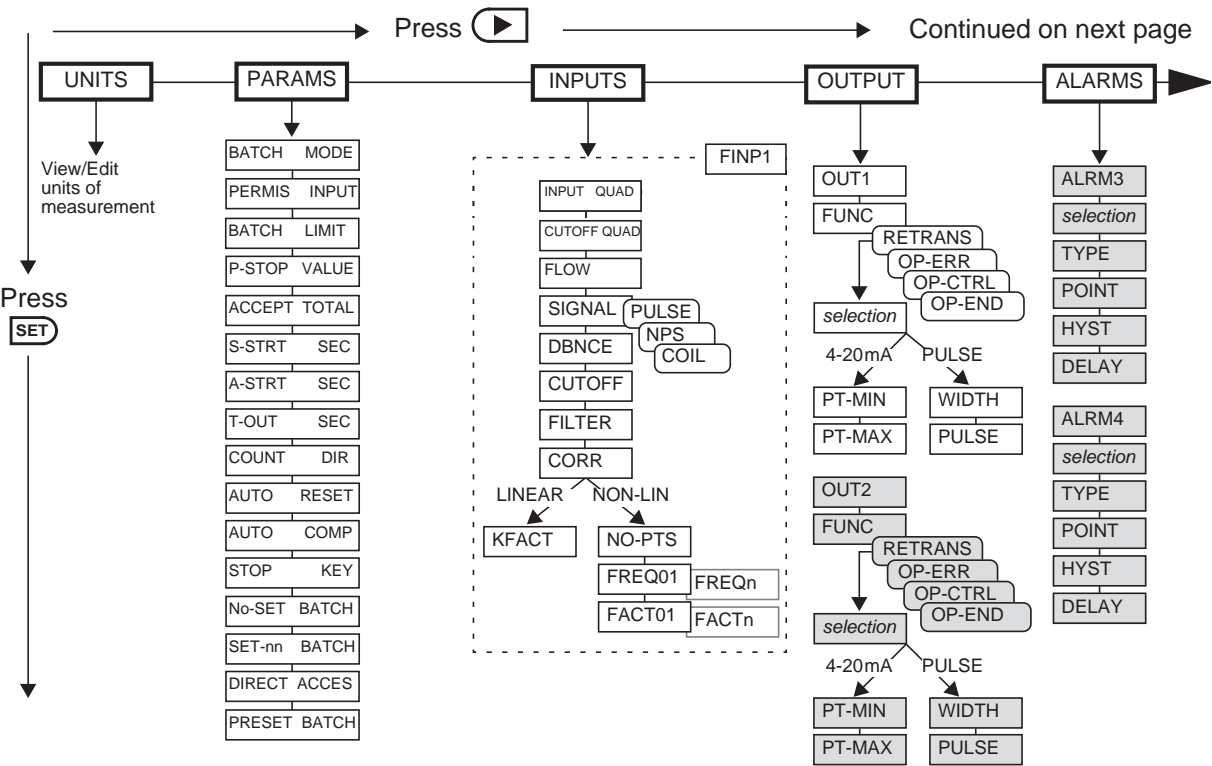 Press
Continued on next page
UNITS
PARAMS
INPUTS
OUTPUT
ALARMS
View/Edit
units of
measurement
Press
SET
BATCH MODE
PERMIS INPUT
BATCH LIMIT
P-STOP VALUE
ACCEPT TOTAL
S-STRT SEC
A-STRT SEC
T-OUT SEC
COUNT DIR
AUTO RESET
AUTO COMP
STOP KEY
No-SET BATCH
SET-nn BATCH
DIRECT ACCES
PRESET BATCH
FINP1
INPUT QUAD
CUTOFF QUAD
FLOW
SIGNAL
PULSE
NPS
COIL
DBNCE
CUTOFF
FILTER
CORR
LINEAR NON-LIN
KFACT
NO-PTS
FREQ01
FREQn
FACT01
FACTn
OUT1
FUNC
RETRANS
OP-ERR
OP-CTRL
OP-END
selection
4-20mA PULSE
PT-MIN
PT-MAX
WIDTH
PULSE
OUT2
FUNC
RETRANS
OP-ERR
OP-CTRL
OP-END
selection
4-20mA PULSE
PT-MIN
PT-MAX
WIDTH
PULSE
ALRM3
selection
TYPE
POINT
HYST
DELAY
ALRM4
selection
TYPE
POINT
HYST
DELAY